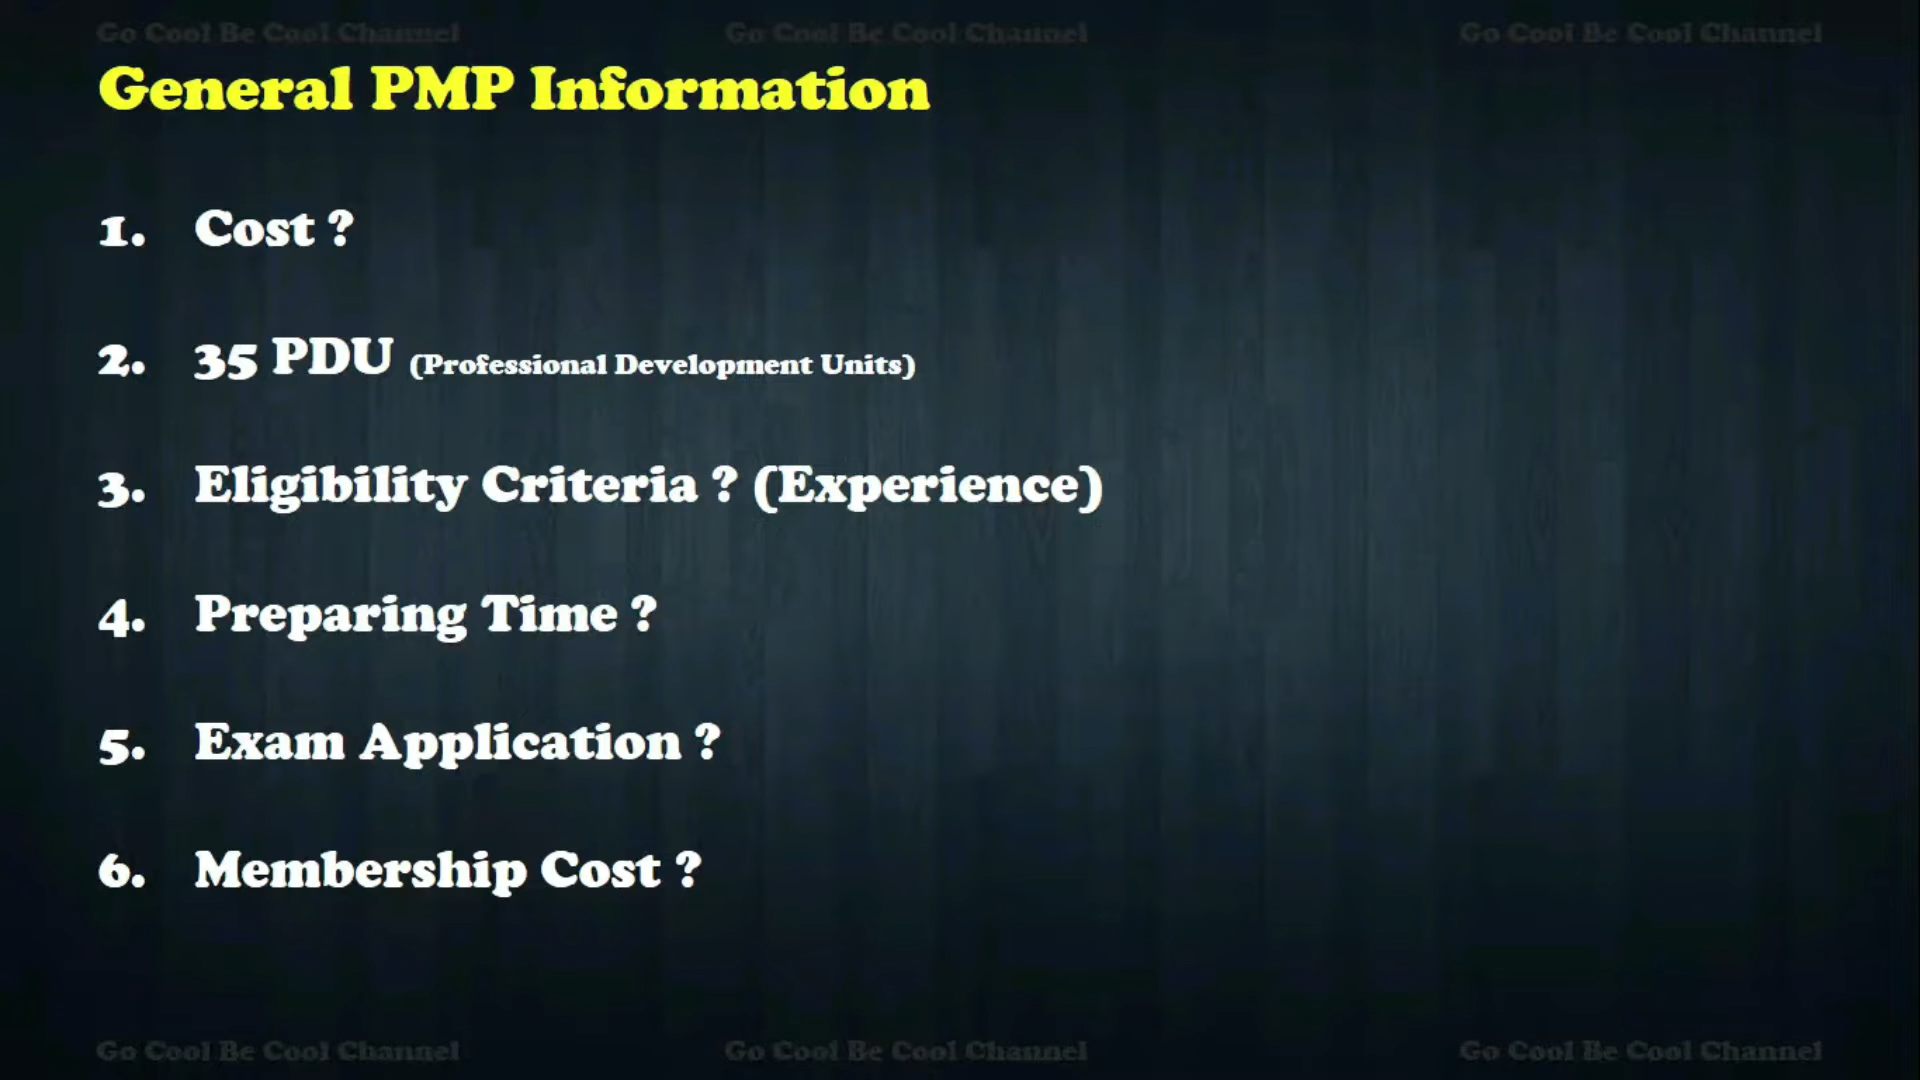 Go Cool Be Cool Channel Go Cool Be Cool Channel Go Cool Be Cool Channel
General PMP Information
1. Cost ?
2. 35 PDU (Professional Development Units)
3. Eligibility Criteria ? (Experience)
4. Preparing Time ?
5. Exam Application ?
6. Membership Cost ?
Go Cool Be Cool Channel Go Cool Be Cool Channel Go Cool Be Cool Channel